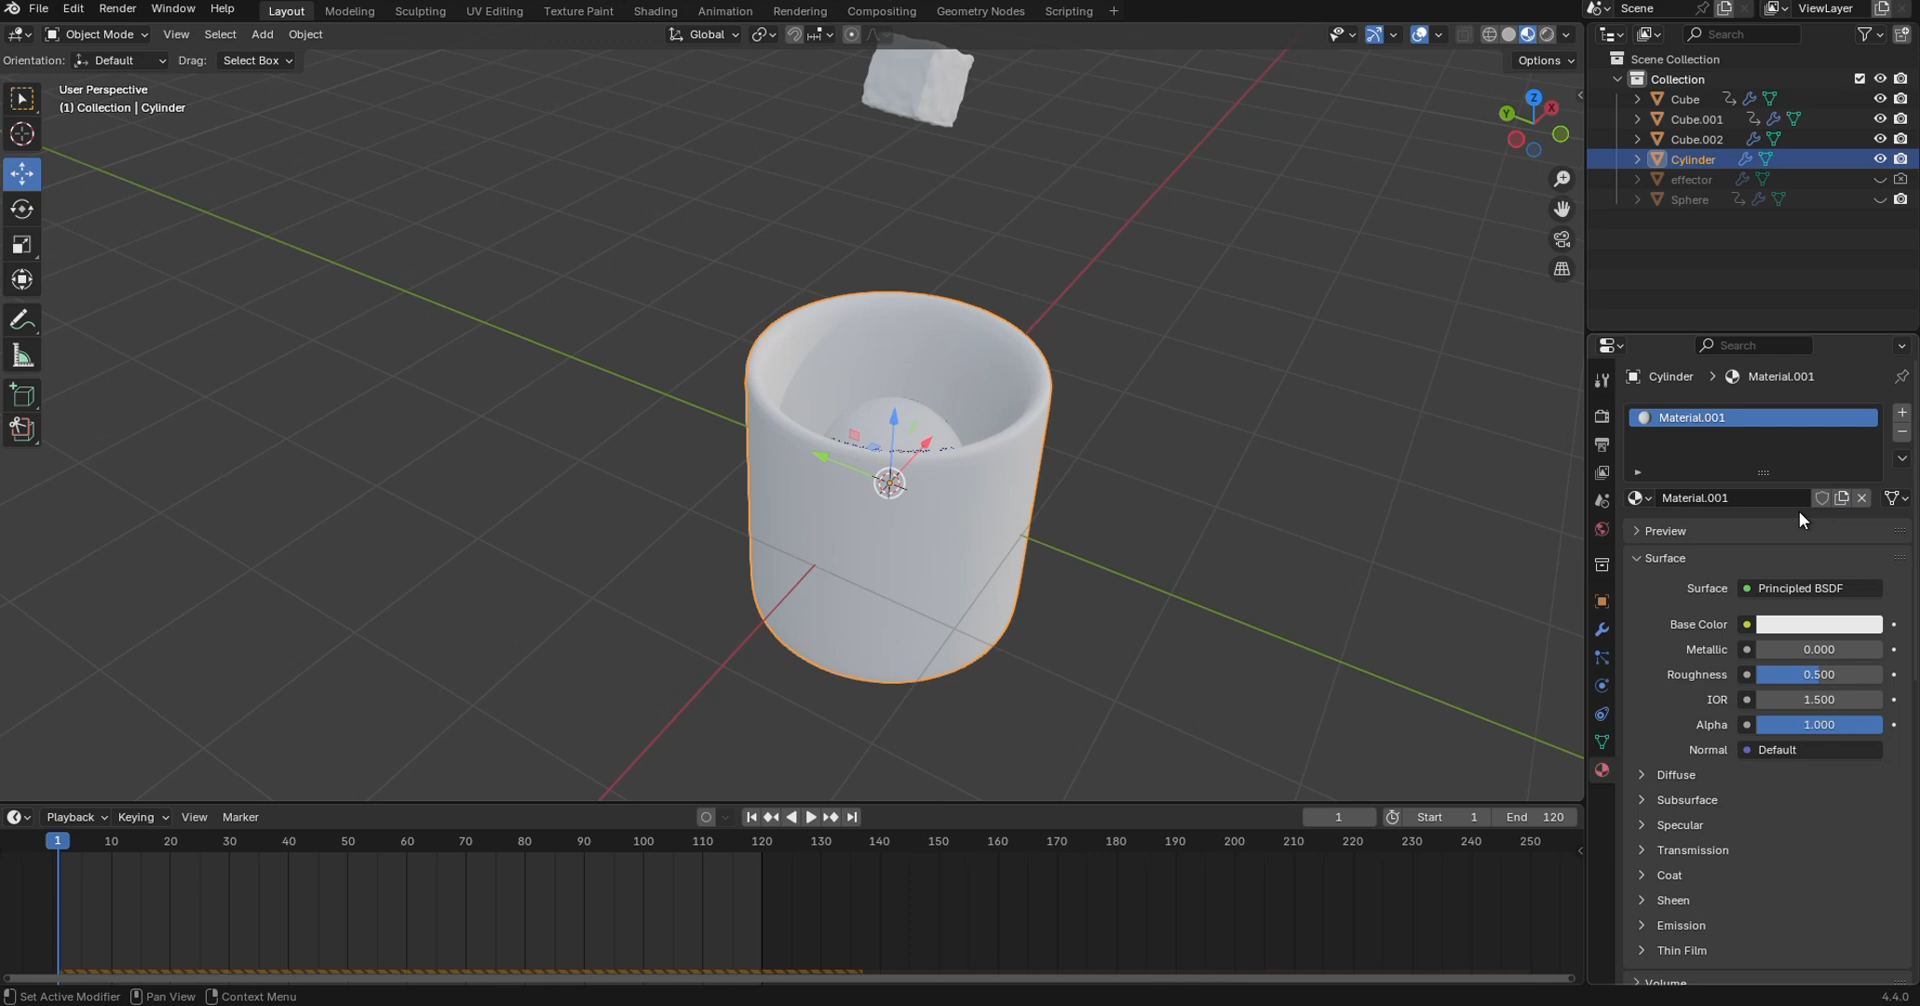 File Edit Render Window Help Layout Modeling Sculpting UV Editing Texture Paint Shading Animation Rendering Compositing Geometry Nodes Scripting + Scene ViewLayer
Object Mode View Select Add Object Global Search
Orientation: Default Drag: Select Box Options
User Perspective
(1) Collection | Cylinder
Z
X
Y
Scene Collection
Collection
Cube
Cube.001
Cube.002
Cylinder
effector
Sphere
Search
Cylinder > Material.001
Material.001
Material.001
Preview
Surface
Surface Principled BSDF
Base Color
Metallic 0.000
Roughness 0.500
IOR 1.500
Alpha 1.000
Normal Default
Diffuse
Subsurface
Specular
Transmission
Coat
Sheen
Emission
Thin Film
Volume
Playback Keying View Marker 1 Start 1 End 120
1 10 20 30 40 50 60 70 80 90 100 110 120 130 140 150 160 170 180 190 200 210 220 230 240 250
Set Active Modifier Pan View Context Menu 4.4.0